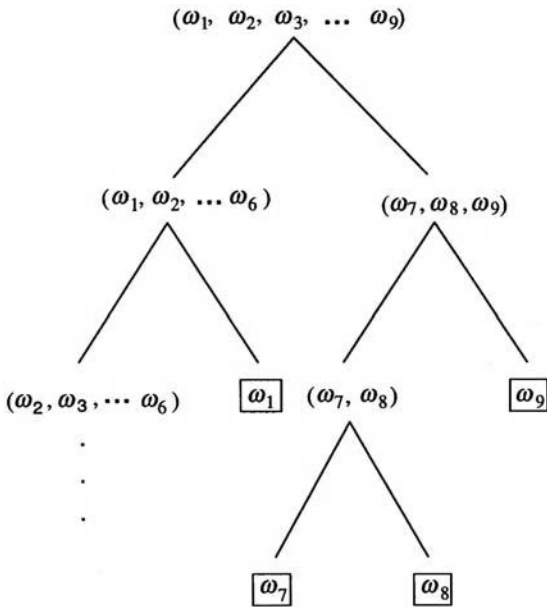 (ω₁, ω₂, ω₃, ... ω₉)
(ω₁, ω₂, ... ω₆) (ω₇, ω₈, ω₉)
(ω₂, ω₃, ... ω₆) ω₁ (ω₇, ω₈) ω₉
.
.
.
ω₇ ω₈